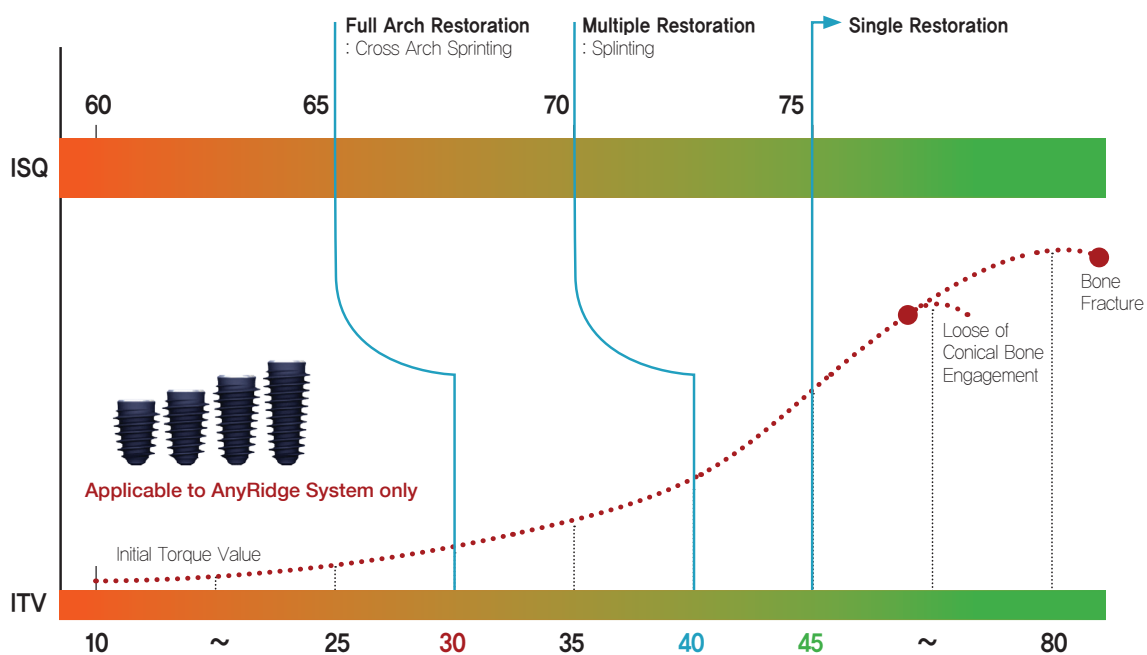 Full Arch Restoration
: Cross Arch Sprinting
Multiple Restoration
: Splinting
Single Restoration
60
65
70
75
ISQ
Bone
Fracture
Loose of
Conical Bone
Engagement
Applicable to AnyRidge System only
Initial Torque Value
ITV
10
~
25
30
35
40
45
~
80